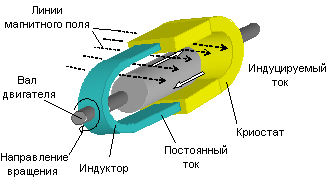 Линии
магнитного поля
Вал
двигателя
Направление
вращения
Индуктор
Постоянный
ток
Криостат
Индуцируемый
ток